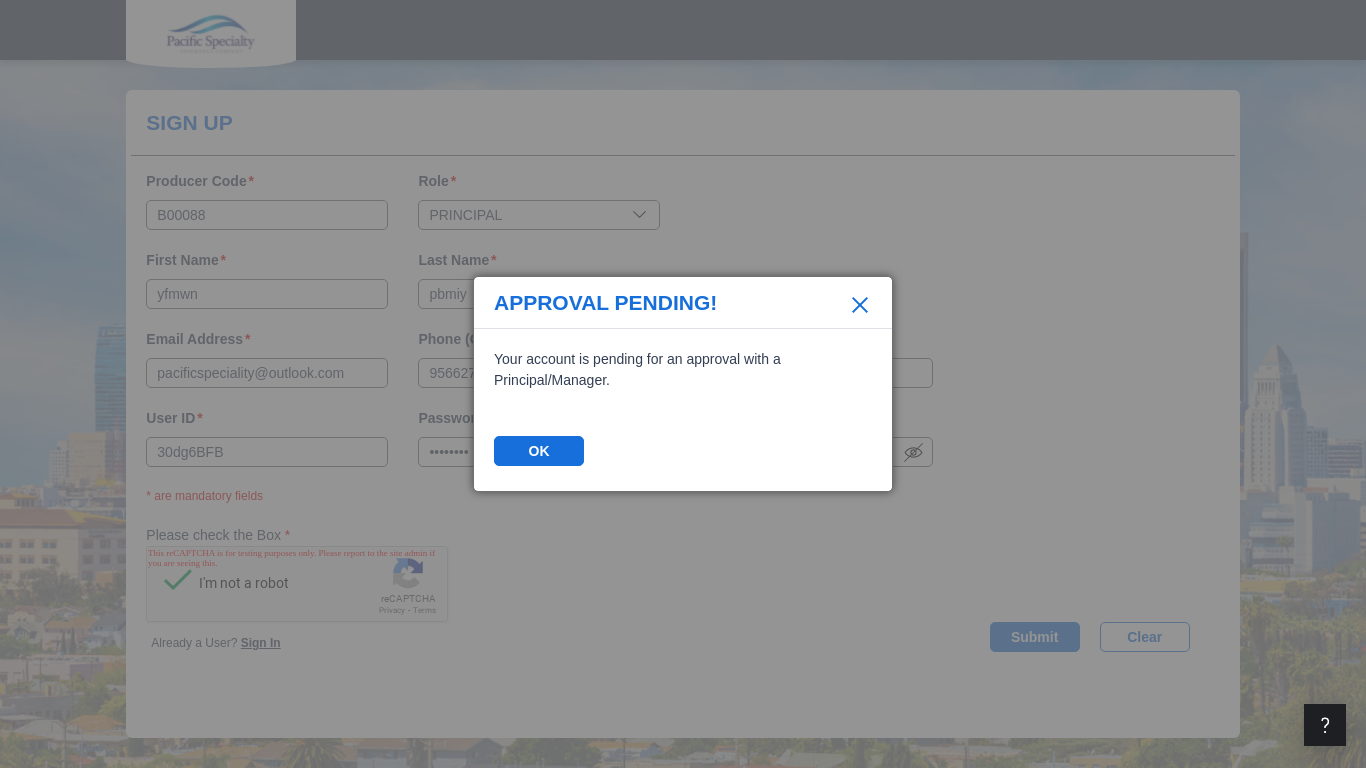 Pacific Specialty
SIGN UP
Producer Code*
Role*
B00088
PRINCIPAL
First Name*
Last Name*
yfmwn
pbmiy
APPROVAL PENDING!
Email Address*
Phone (
pacificspeciality@outlook.com
956627
Your account is pending for an approval with a
Principal/Manager.
User ID*
Passwor
30dg6BFB
••••••••
OK
* are mandatory fields
Please check the Box *
This reCAPTCHA is for testing purposes only. Please report to the site admin if
you are seeing this.
I'm not a robot
reCAPTCHA
Privacy - Terms
Already a User? Sign In
Submit
Clear
?